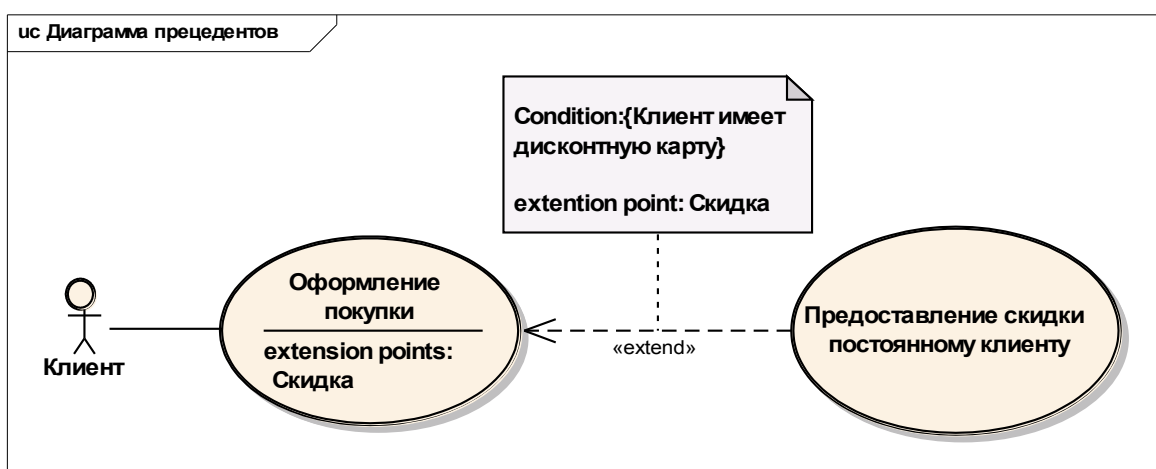 uc Диаграмма прецедентов
Condition:{Клиент имеет
дисконтную карту}
extention point: Скидка
Оформление
покупки
extension points:
Скидка
Клиент
«extend»
Предоставление скидки
постоянному клиенту